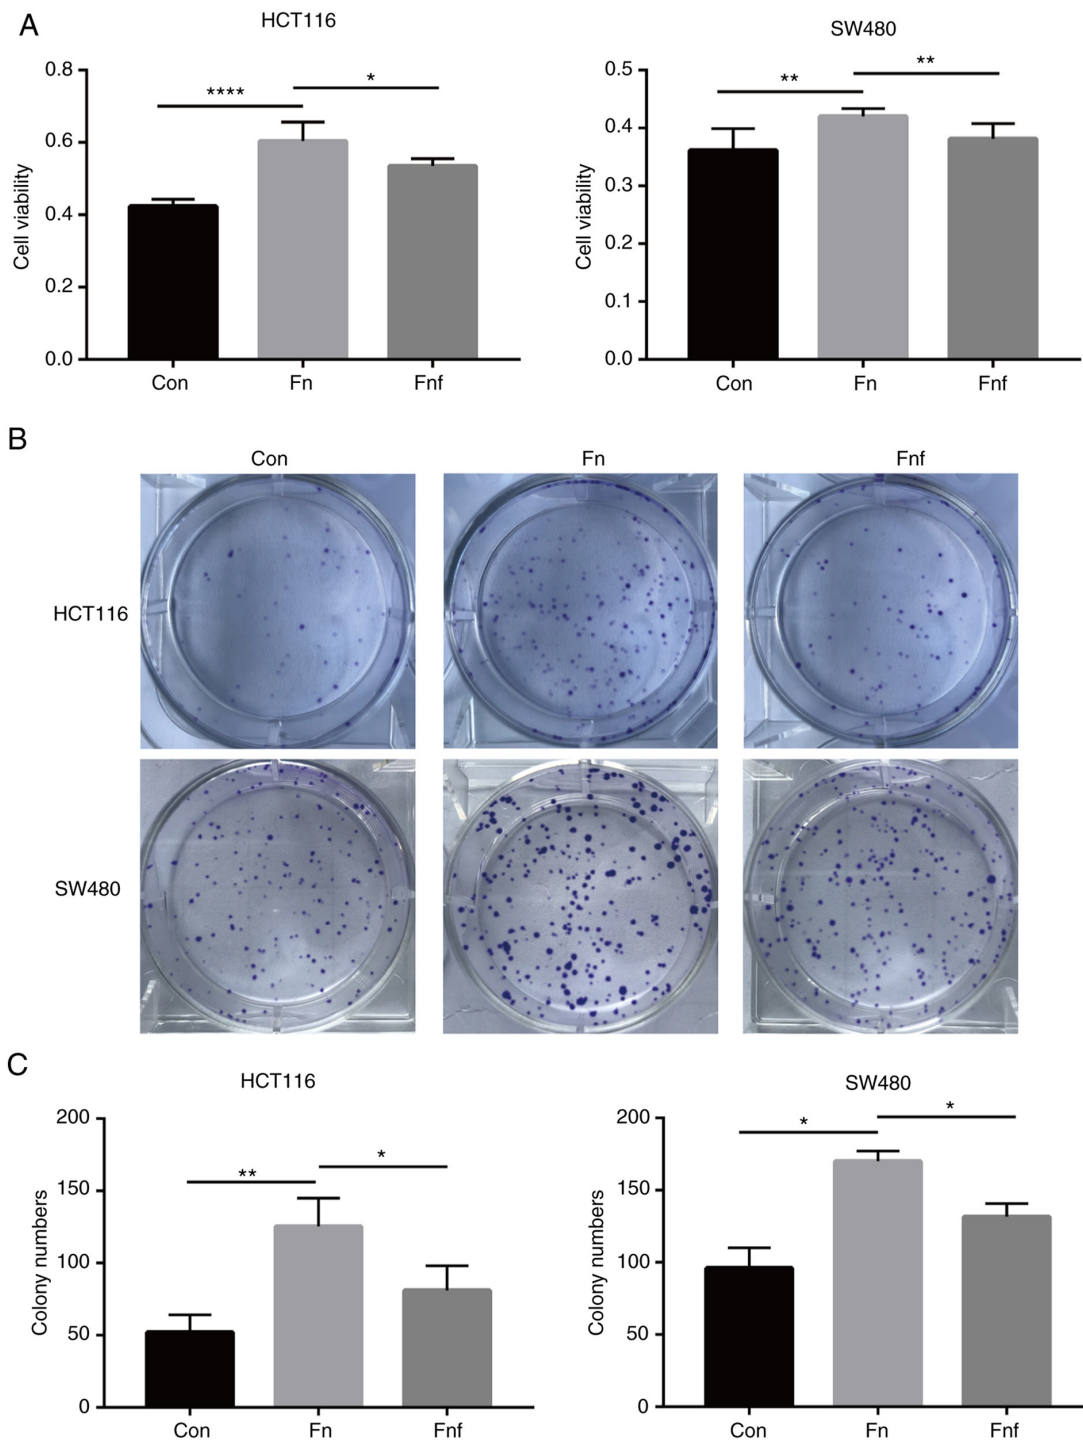 A
HCT116
SW480
Cell viability
0.8
0.6
0.4
0.2
0.0
****
*
Con
Fn
Fnf
Cell viability
0.5
0.4
0.3
0.2
0.1
0.0
**
**
Con
Fn
Fnf
B
Con
Fn
Fnf
HCT116
SW480
C
HCT116
SW480
Colony numbers
200
150
100
50
0
**
*
Con
Fn
Fnf
Colony numbers
200
150
100
50
0
*
*
Con
Fn
Fnf